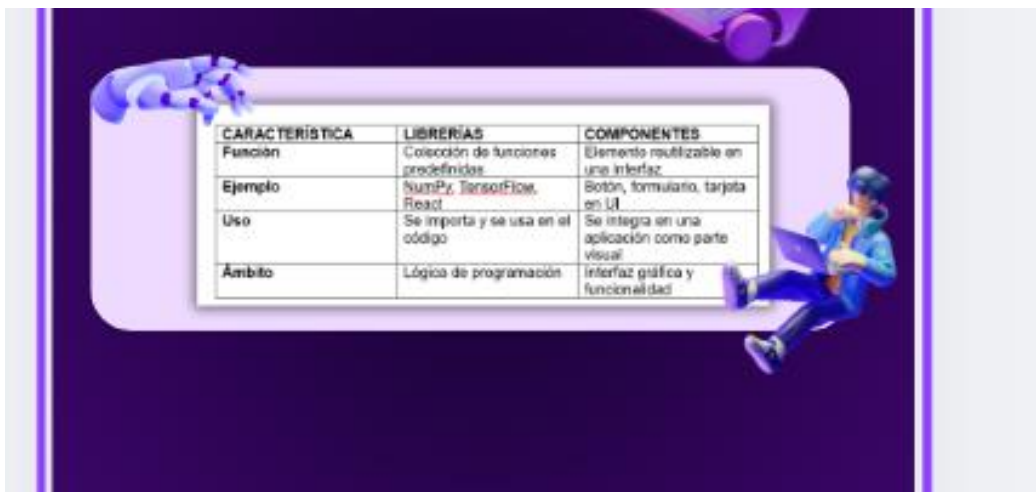 CARACTERÍSTICA LIBRERÍAS COMPONENTES
Función Colección de funciones Elemento reutilizable en
predefinidas una interfaz
Ejemplo NumPy, TensorFlow, Botón, formulario, tarjeta
React en UI
Uso Se importa y se usa en el Se integra en una
código aplicación como parte
visual
Ámbito Lógica de programación Interfaz gráfica y
funcionalidad